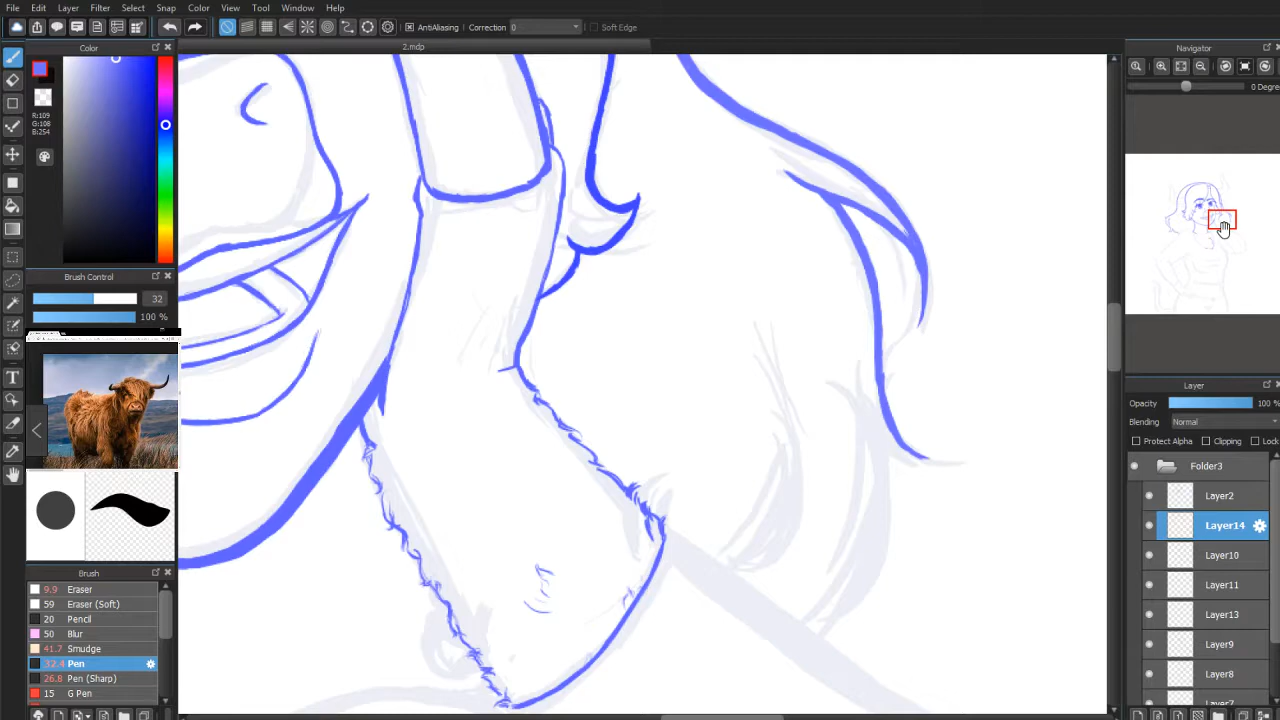 File Edit Layer Filter Select Snap Color View Tool Window Help
AntiAliasing Correction 0 Soft Edge
2.mdp
Color
R:109
G:108
B:254
Brush Control
32
100 %
T
Brush
9.9 Eraser
59 Eraser (Soft)
20 Pencil
50 Blur
41.7 Smudge
32.4 Pen
26.8 Pen (Sharp)
15 G Pen
Navigator
0 Degree
Layer
Opacity 100 %
Blending Normal
Protect Alpha Clipping Lock
Folder3
Layer2
Layer14
Layer10
Layer11
Layer13
Layer9
Layer8
Layer7